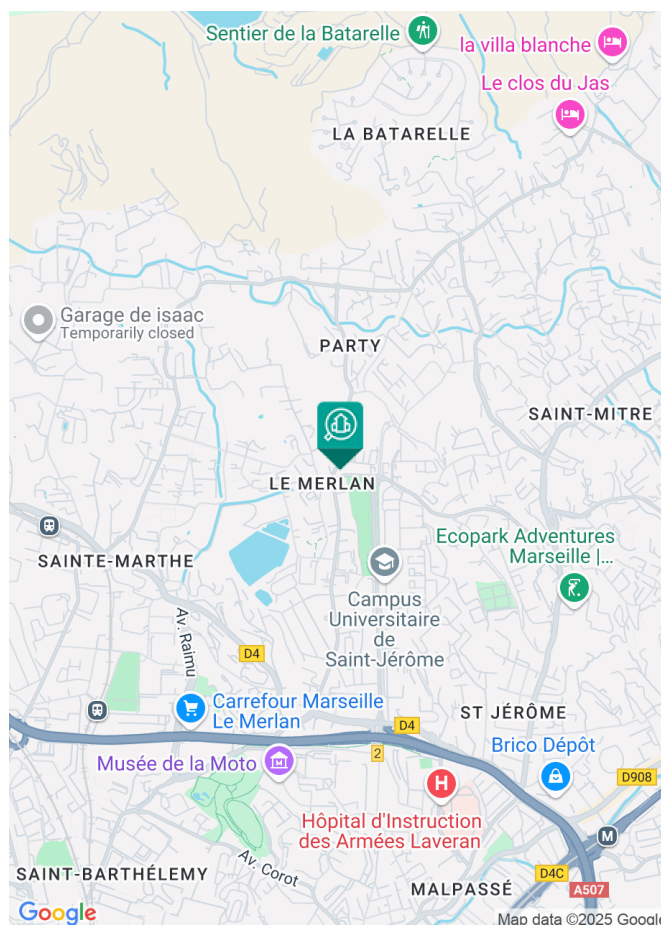 Sentier de la Batarelle
la villa blanche
Le clos du Jas
LA BATARELLE
Garage de isaac
Temporarily closed
PARTY
SAINT-MITRE
LE MERLAN
Ecopark Adventures
Marseille |...
SAINTE-MARTHE
Campus
Universitaire
de
Saint-Jérôme
Av. Raimu
D4
Carrefour Marseille
Le Merlan
ST JÉRÔME
D4
2
Brico Dépôt
Musée de la Moto
D908
H
Hôpital d'Instruction
des Armées Laveran
M
Av. Corot
SAINT-BARTHÉLEMY
D4C
MALPASSÉ
A507
Google
Map data ©2025 Google